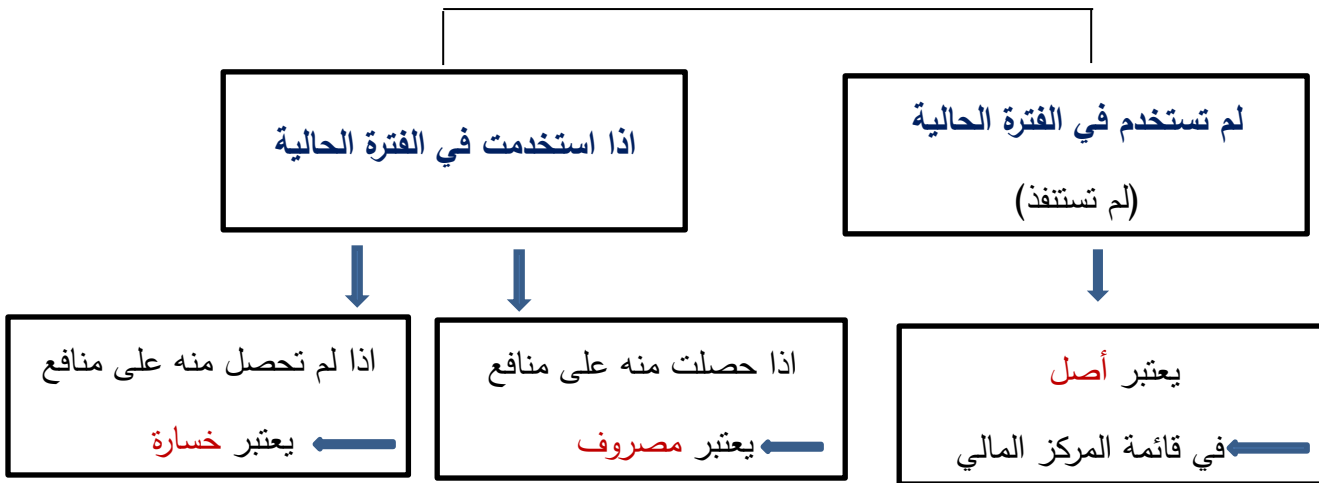 لم تستخدم في الفترة الحالية
(لم تستنفذ)
اذا استخدمت في الفترة الحالية
يعتبر أصل
في قائمة المركز المالي
اذا حصلت منه على منافع
يعتبر مصروف
اذا لم تحصل منه على منافع
يعتبر خسارة